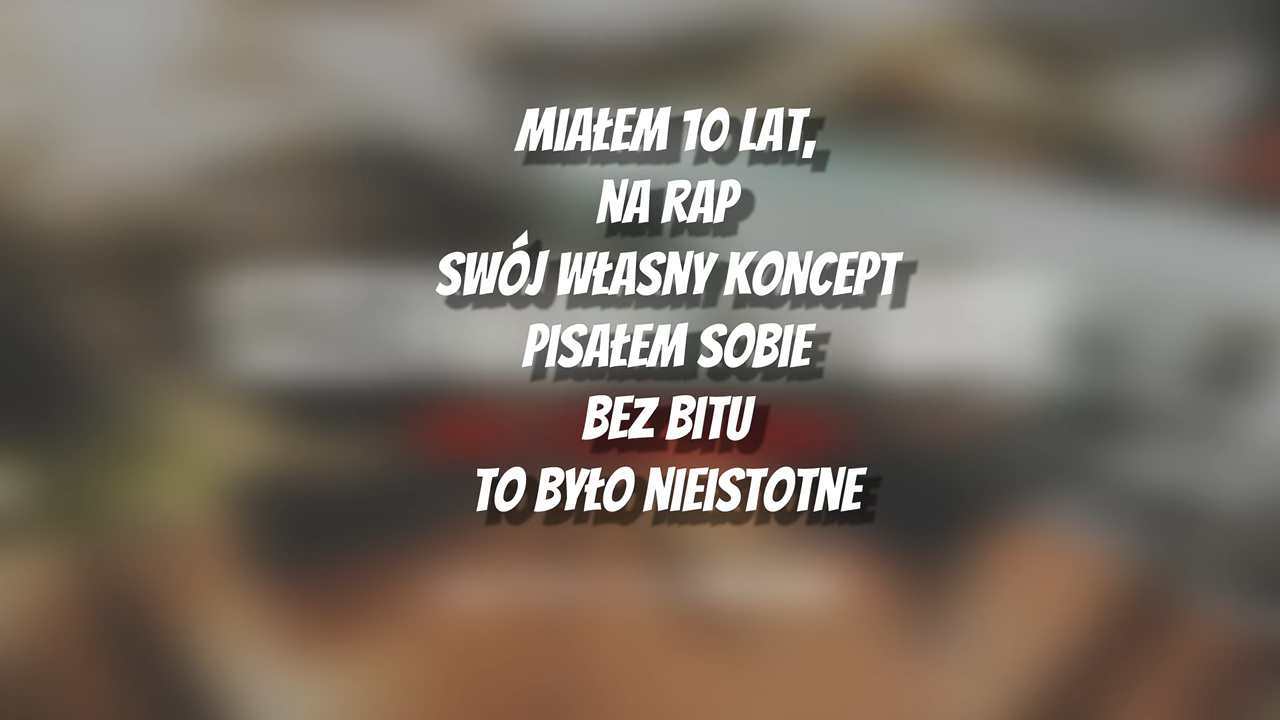 MIAŁEM 10 LAT,
NA RAP
SWÓJ WŁASNY KONCEPT
PISAŁEM SOBIE
BEZ BITU
TO BYŁO NIEISTOTNE